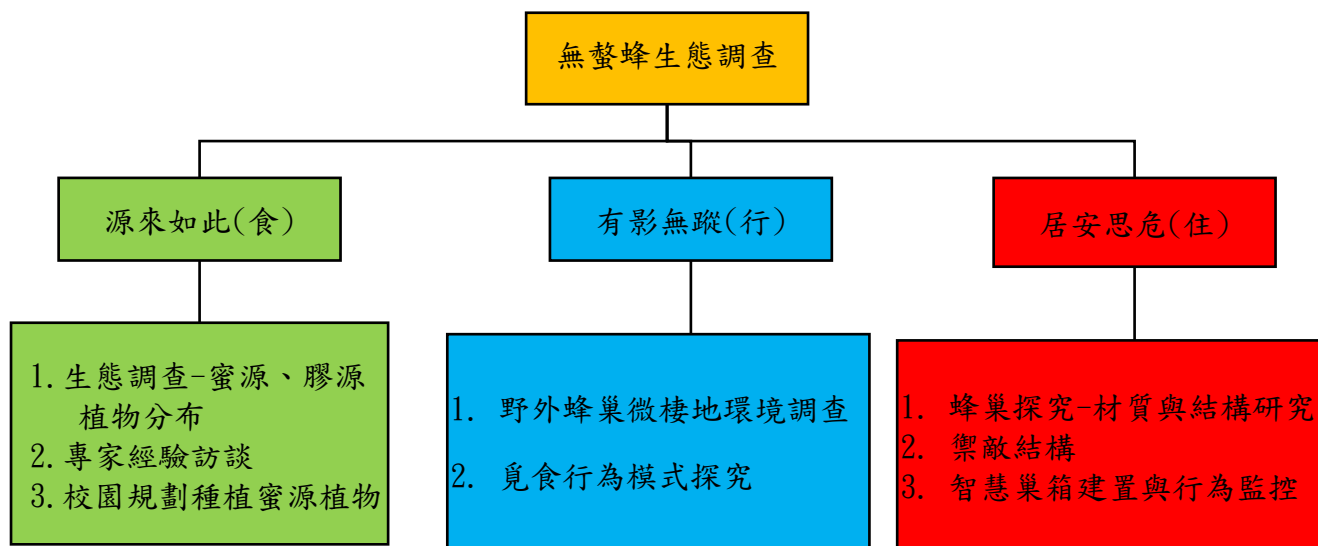 無螫蜂生態調查
源來如此(食)
有影無蹤(行)
居安思危(住)
1.生態調查-蜜源、膠源
植物分布
2.專家經驗訪談
3.校園規劃種植蜜源植物
1. 野外蜂巢微棲地環境調查
2. 覓食行為模式探究
1. 蜂巢探究-材質與結構研究
2. 禦敵結構
3. 智慧巢箱建置與行為監控